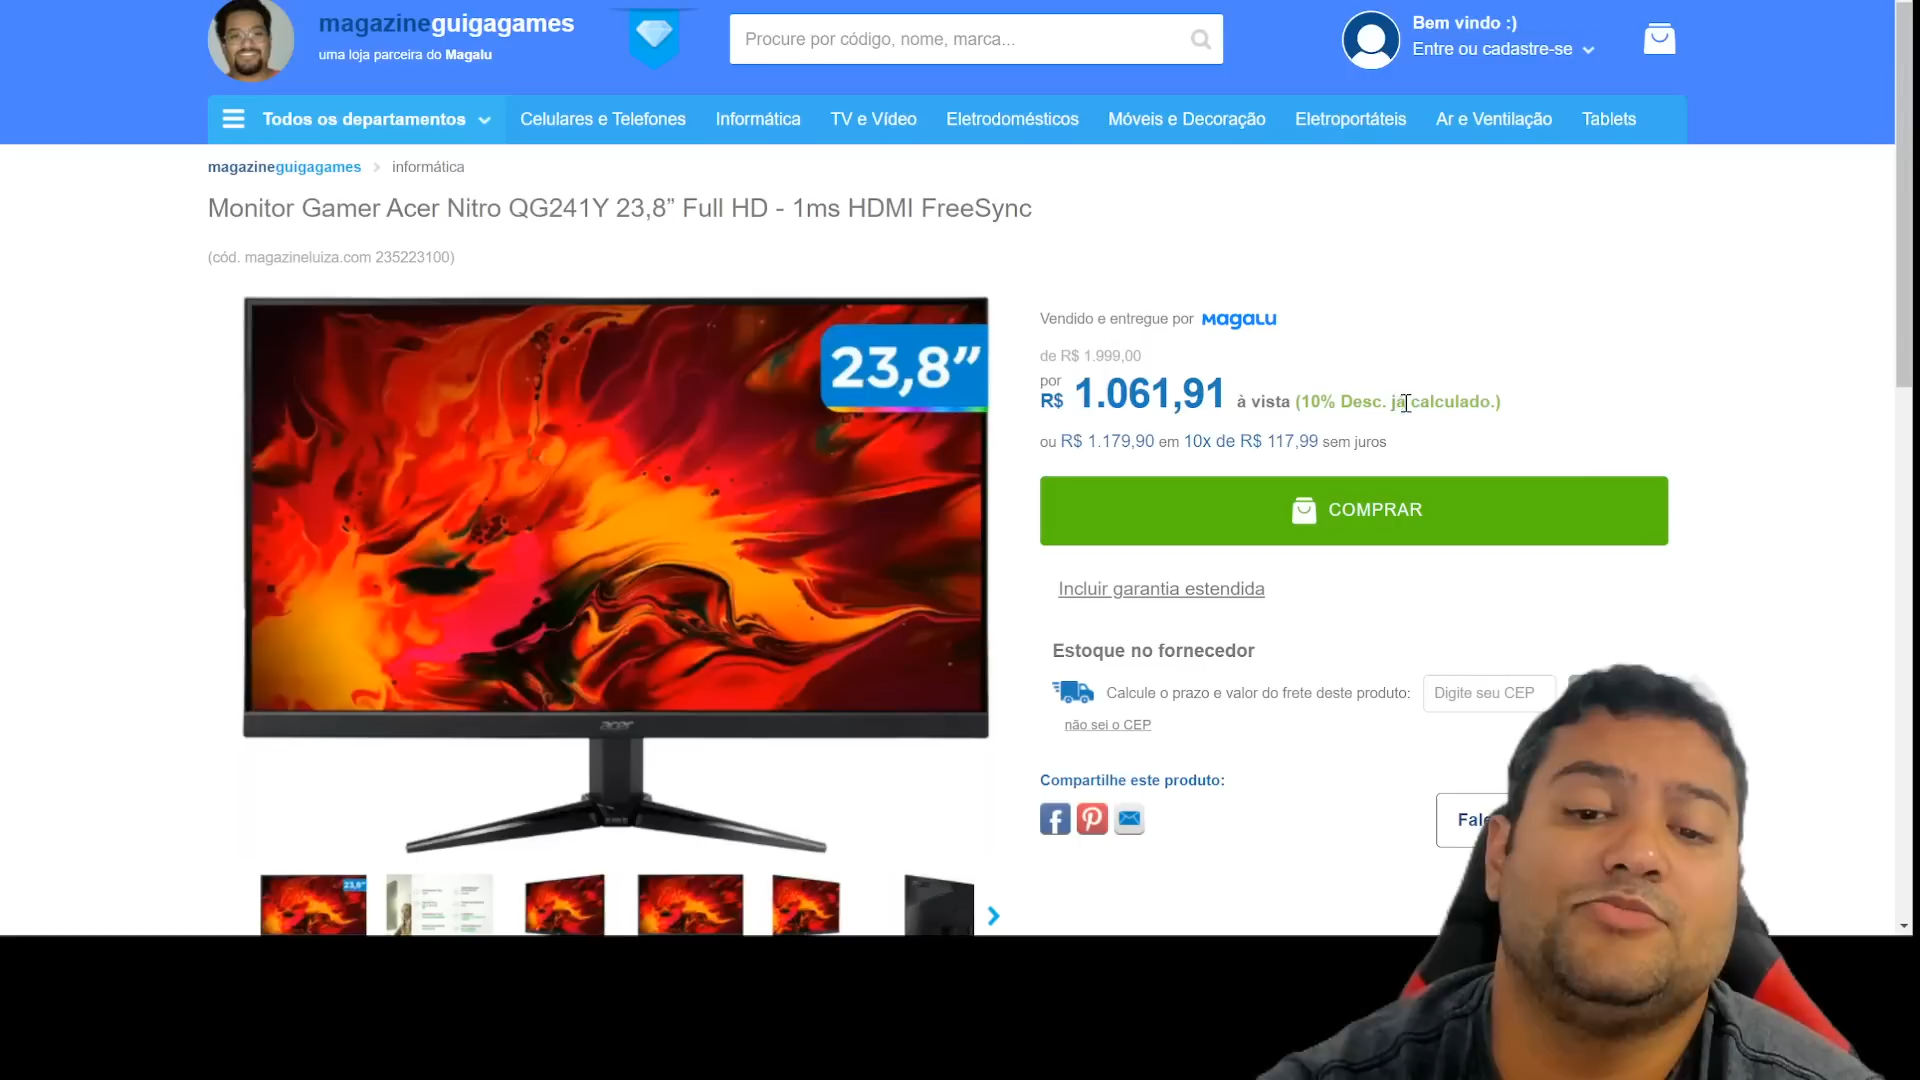 magazineguigagames
uma loja parceira do Magalu
Procure por código, nome, marca...
Bem vindo :)
Entre ou cadastre-se
Todos os departamentos
Celulares e Telefones
Informática
TV e Vídeo
Eletrodomésticos
Móveis e Decoração
Eletroportáteis
Ar e Ventilação
Tablets
magazineguigagames > informática
Monitor Gamer Acer Nitro QG241Y 23,8” Full HD - 1ms HDMI FreeSync
(cód. magazineluiza.com 235223100)
23,8”
acer
Vendido e entregue por Magalu
de R$ 1.999,00
por
R$ 1.061,91 à vista (10% Desc. já calculado.)
ou R$ 1.179,90 em 10x de R$ 117,99 sem juros
COMPRAR
Incluir garantia estendida
Estoque no fornecedor
Calcule o prazo e valor do frete deste produto:
Digite seu CEP
não sei o CEP
Compartilhe este produto:
Fale
23,8”